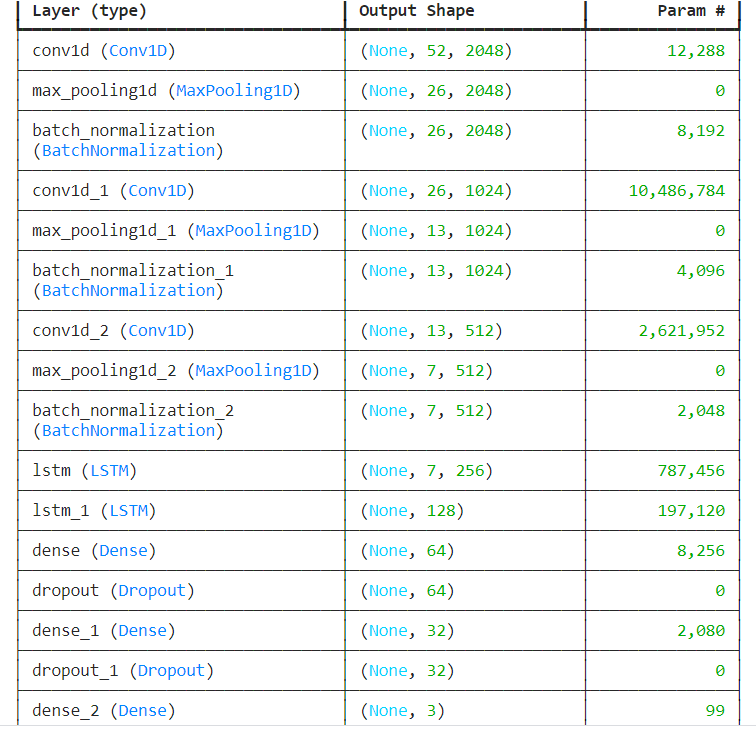 Layer (type) Output Shape Param #
conv1d (Conv1D) (None, 52, 2048) 12,288
max_pooling1d (MaxPooling1D) (None, 26, 2048) 0
batch_normalization (None, 26, 2048) 8,192
(BatchNormalization)
conv1d_1 (Conv1D) (None, 26, 1024) 10,486,784
max_pooling1d_1 (MaxPooling1D) (None, 13, 1024) 0
batch_normalization_1 (None, 13, 1024) 4,096
(BatchNormalization)
conv1d_2 (Conv1D) (None, 13, 512) 2,621,952
max_pooling1d_2 (MaxPooling1D) (None, 7, 512) 0
batch_normalization_2 (None, 7, 512) 2,048
(BatchNormalization)
lstm (LSTM) (None, 7, 256) 787,456
lstm_1 (LSTM) (None, 128) 197,120
dense (Dense) (None, 64) 8,256
dropout (Dropout) (None, 64) 0
dense_1 (Dense) (None, 32) 2,080
dropout_1 (Dropout) (None, 32) 0
dense_2 (Dense) (None, 3) 99